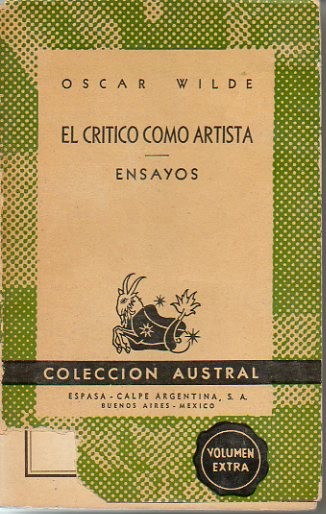 OSCAR WILDE
EL CRITICO COMO ARTISTA
ENSAYOS
COLECCION AUSTRAL
ESPASA - CALPE ARGENTINA, S. A.
BUENOS AIRES - MEXICO
VOLUMEN
EXTRA